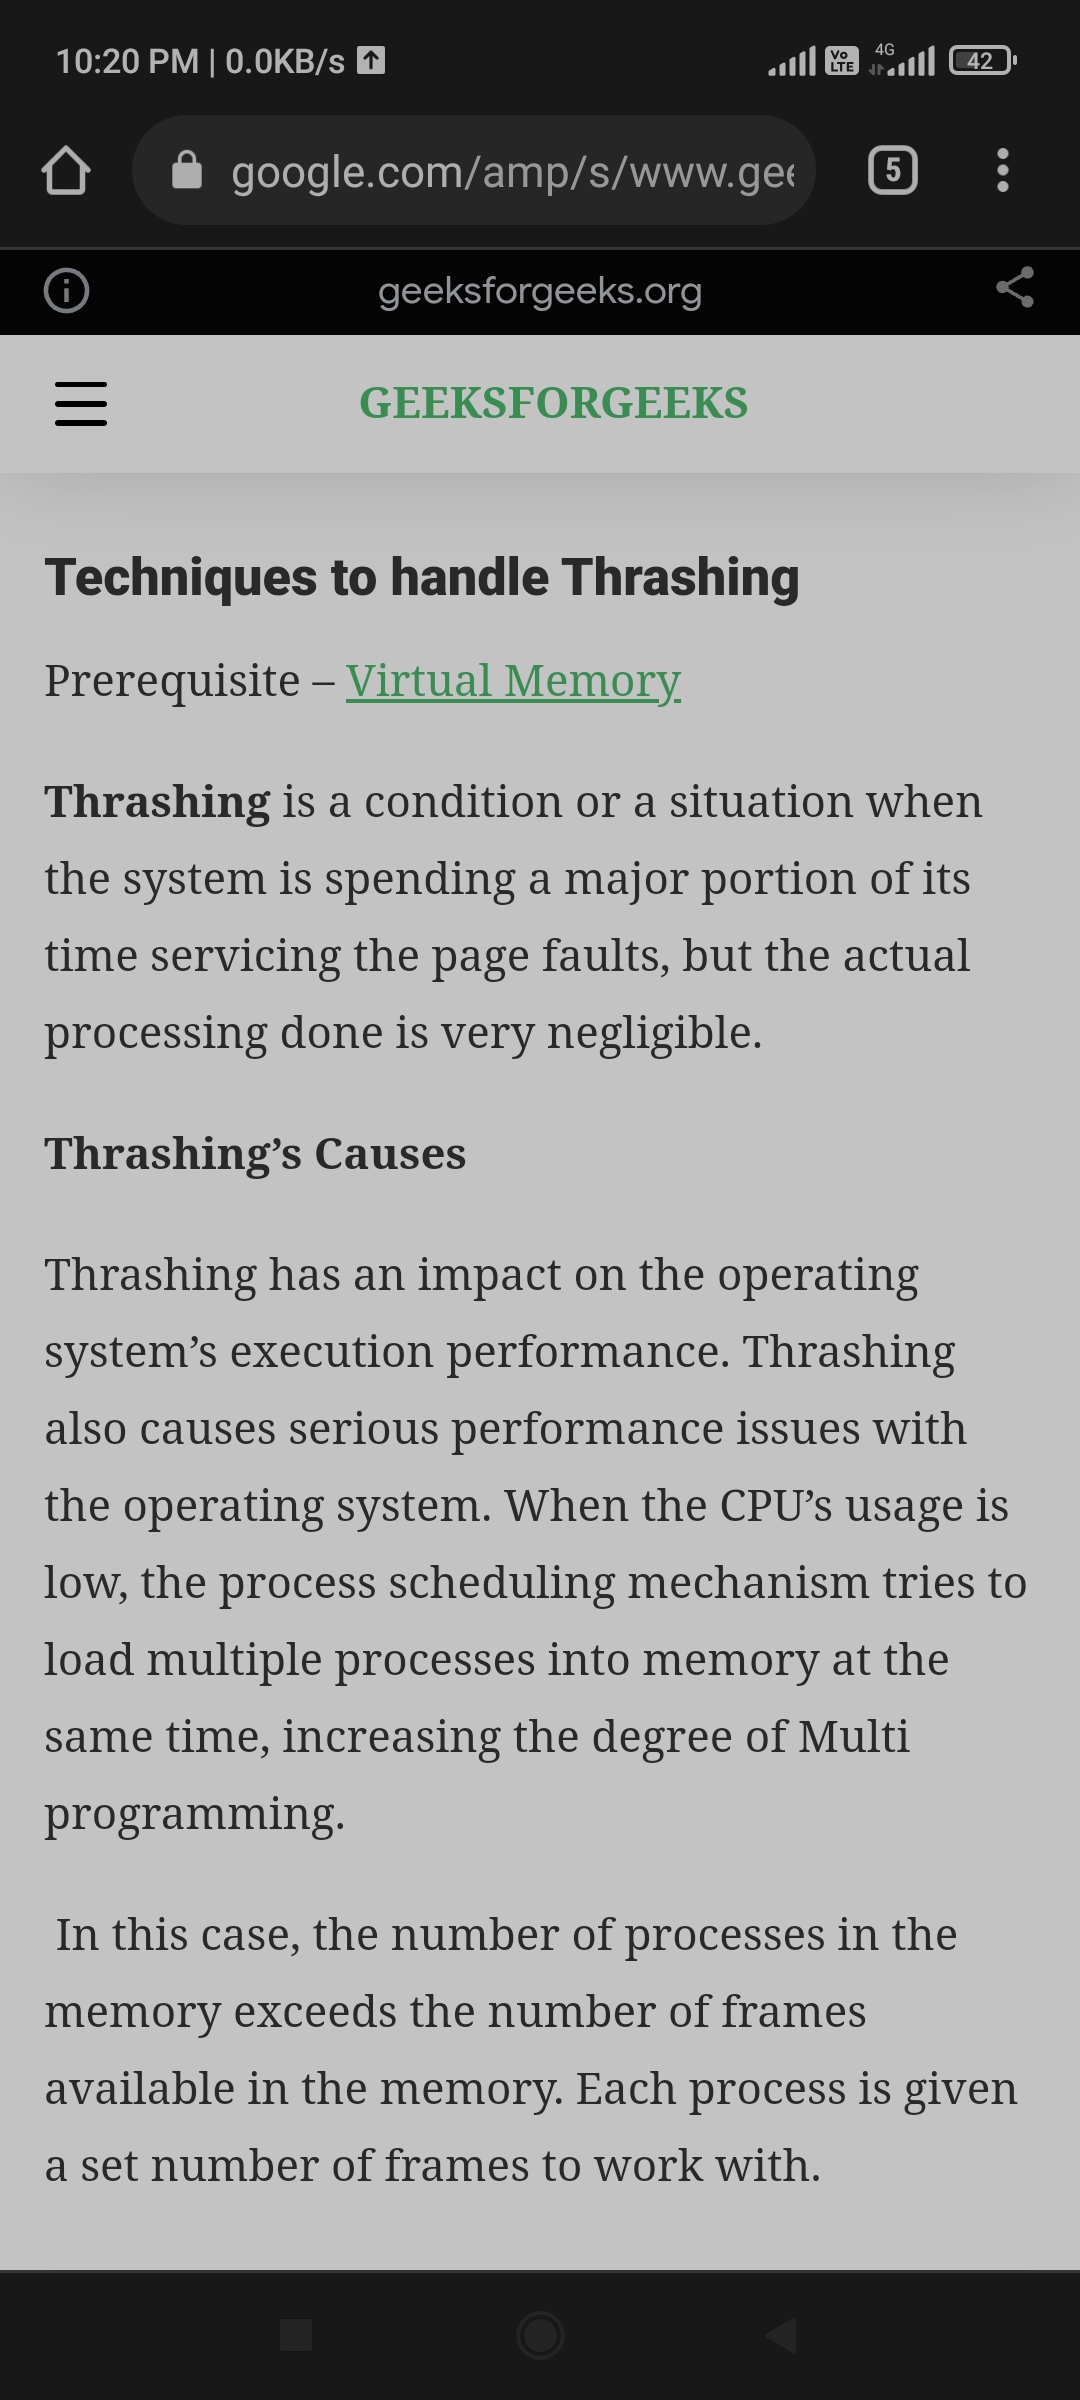 10:20 PM | 0.0KB/s
Vo LTE 4G 42
google.com/amp/s/www.gee
5
geeksforgeeks.org
GEEKSFORGEEKS
Techniques to handle Thrashing
Prerequisite – Virtual Memory
Thrashing is a condition or a situation when
the system is spending a major portion of its
time servicing the page faults, but the actual
processing done is very negligible.
Thrashing’s Causes
Thrashing has an impact on the operating
system’s execution performance. Thrashing
also causes serious performance issues with
the operating system. When the CPU’s usage is
low, the process scheduling mechanism tries to
load multiple processes into memory at the
same time, increasing the degree of Multi
programming.
In this case, the number of processes in the
memory exceeds the number of frames
available in the memory. Each process is given
a set number of frames to work with.